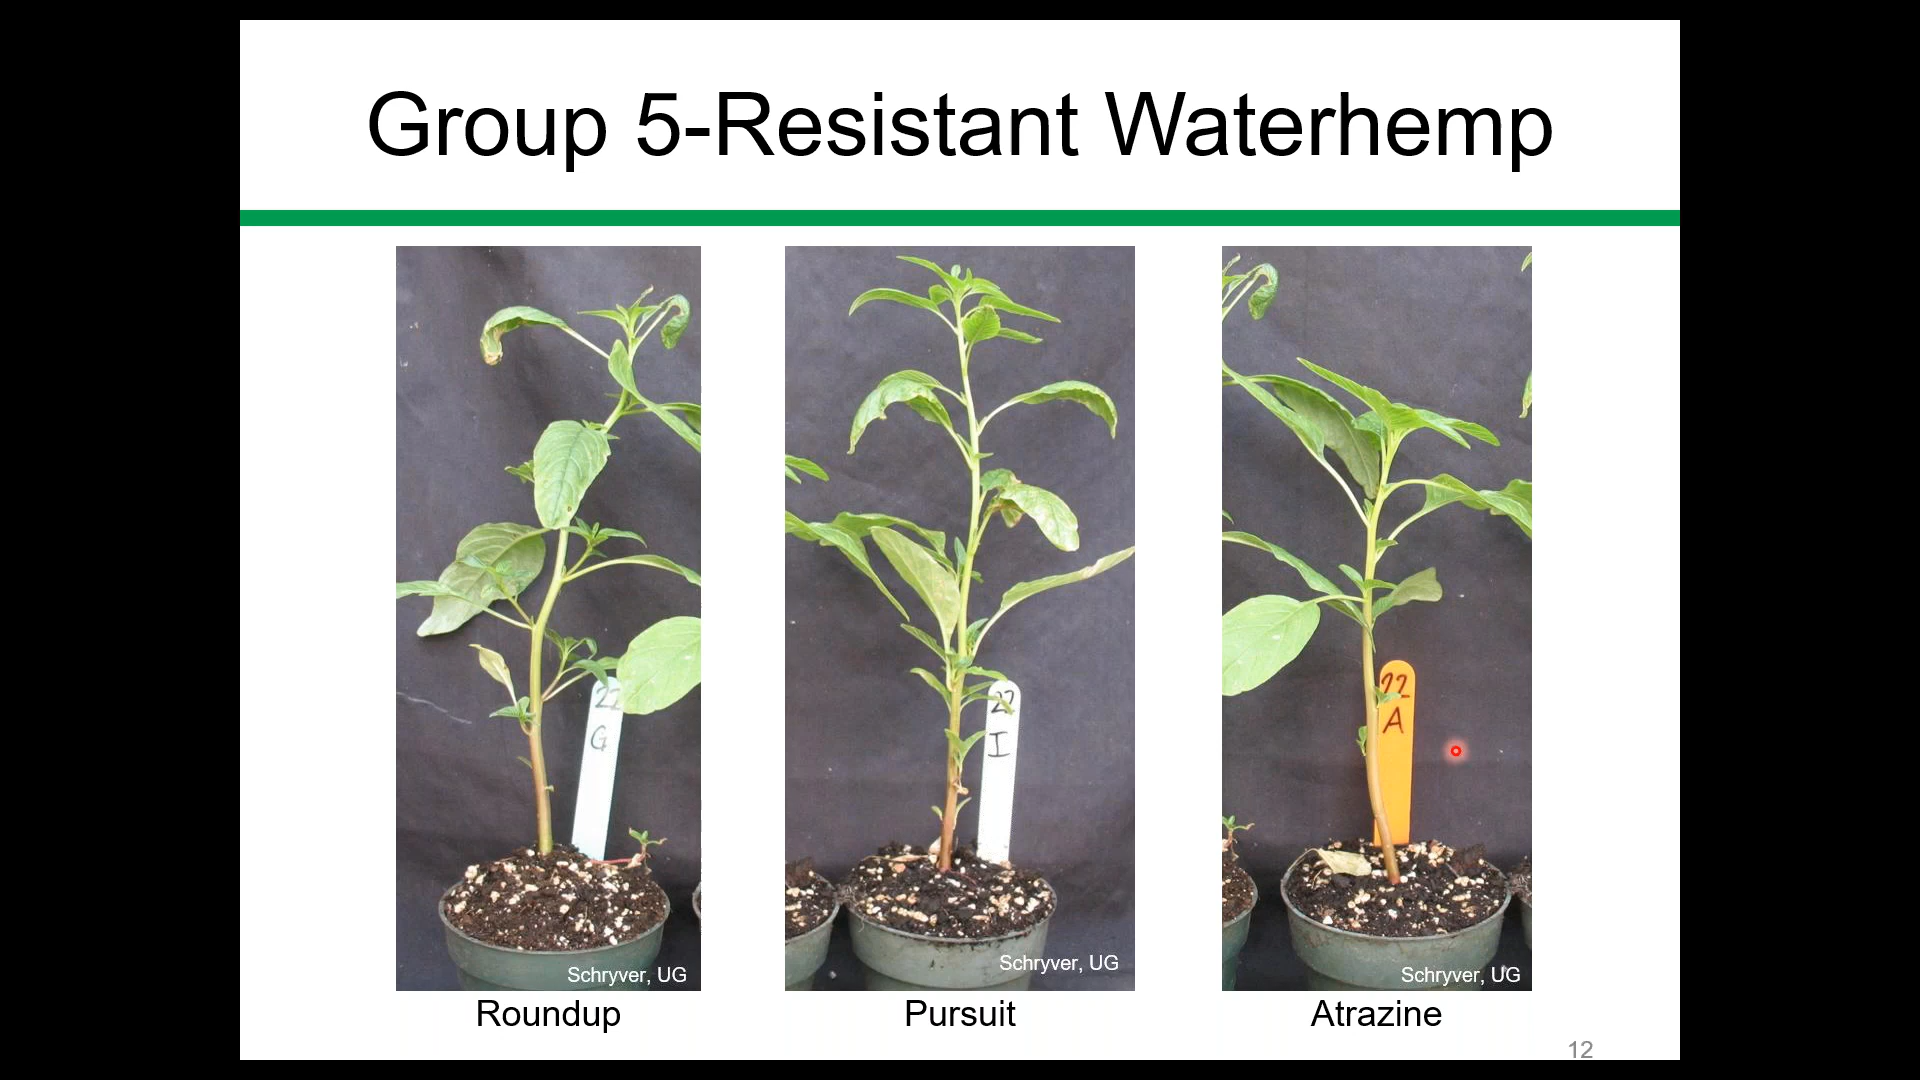 Group 5-Resistant Waterhemp
22
G
Schryver, UG
Roundup
22
I
Schryver, UG
Pursuit
22
A
Schryver, UG
Atrazine
12